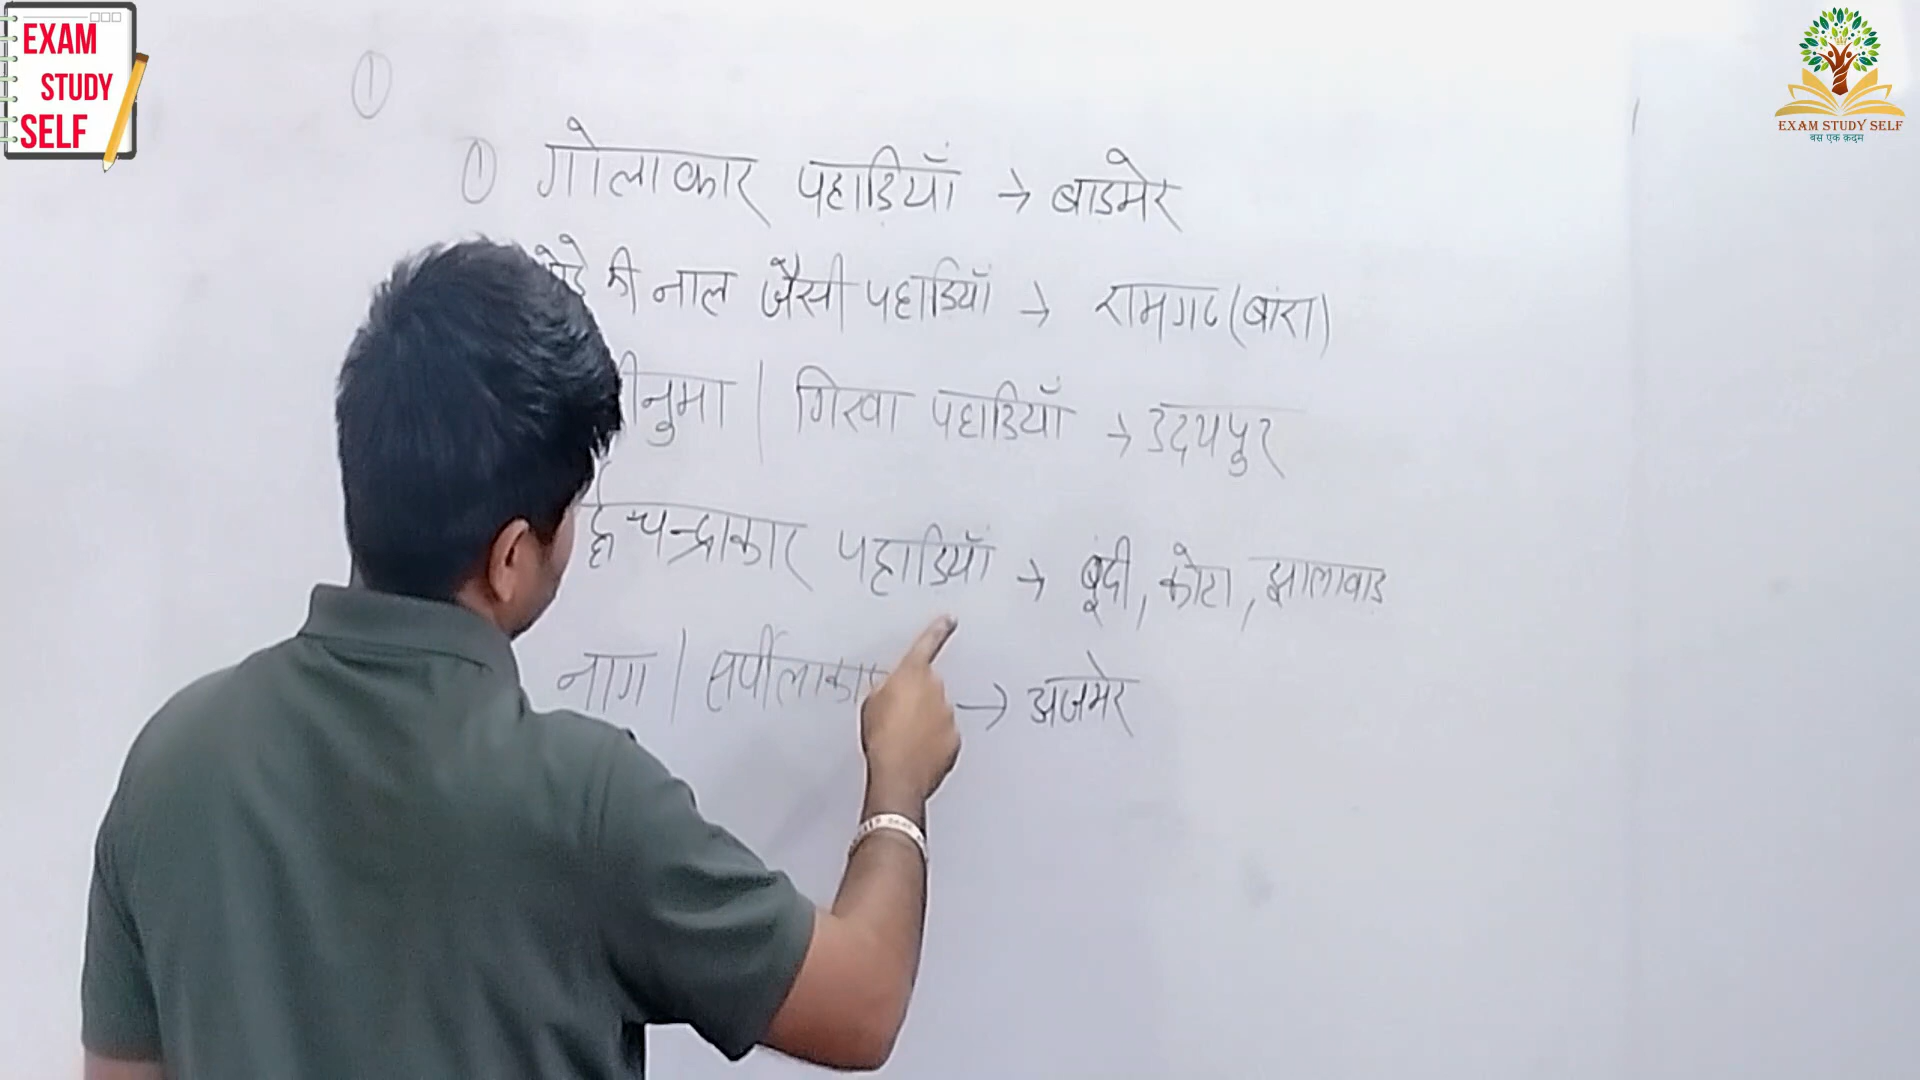 EXAM
STUDY
SELF
EXAM STUDY SELF
बस एक क़दम
①
① गोलाकार पहाड़ियाँ → बाड़मेर
की नाल जैसी पहाडियाँ → रामगढ (बांरा)
नुमा | गिरवा पहाडियाँ → उदयपुर
चन्द्राकार पहाडियाँ → बूंदी, कोटा, झालावाड़
नाग | सर्पीलाका → अजमेर